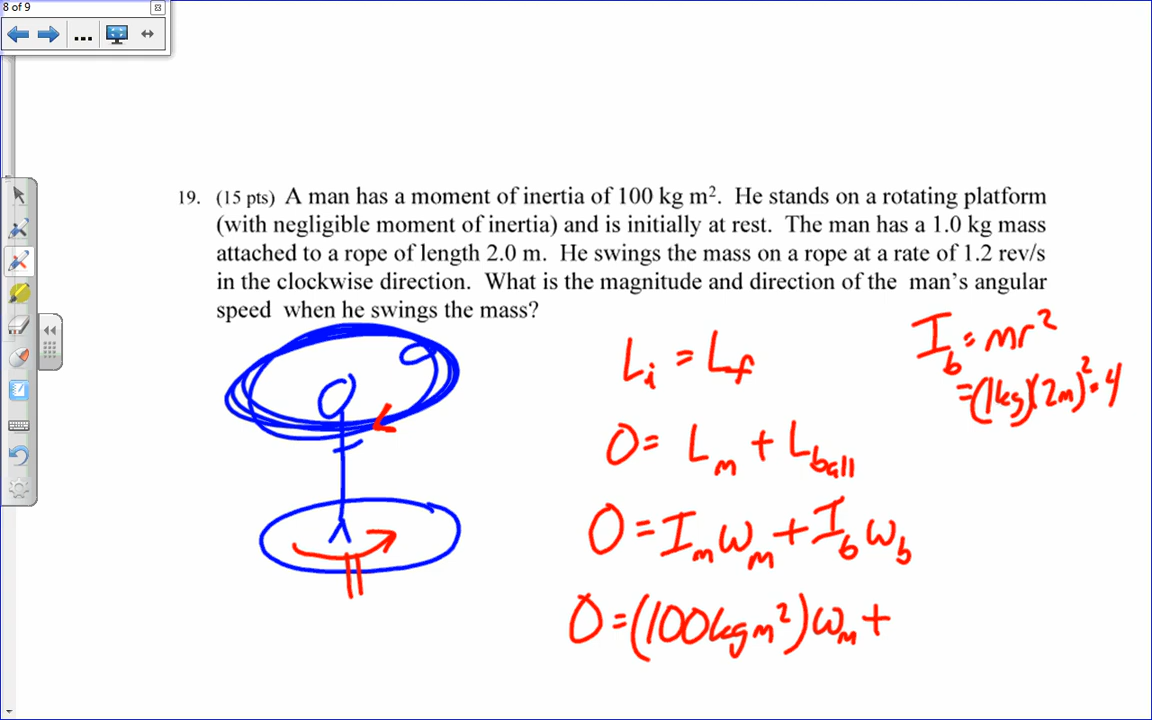 8 of 9
19. (15 pts) A man has a moment of inertia of 100 kg m². He stands on a rotating platform
(with negligible moment of inertia) and is initially at rest. The man has a 1.0 kg mass
attached to a rope of length 2.0 m. He swings the mass on a rope at a rate of 1.2 rev/s
in the clockwise direction. What is the magnitude and direction of the man's angular
speed when he swings the mass?
Lᵢ = L_f
0 = L_m + L_ball
0 = I_m ω_m + I_b ω_b
0 = (100kgm²)ω_m +
I_b = mr²
=(1kg)(2m)²=4